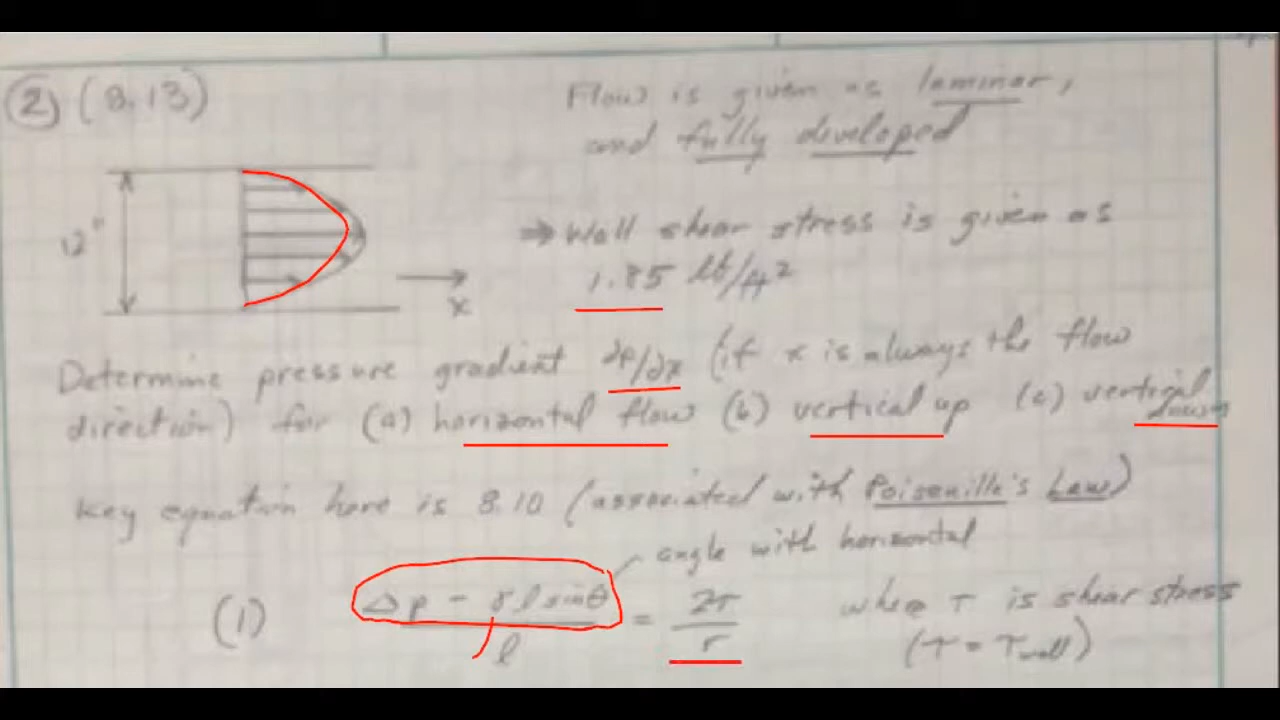 ② (8.13)
Flow is given as laminar,
and fully developed
12"
⇒ Wall shear stress is given as
1.85 lb/ft²
x
Determine pressure gradient ∂p/∂x (if x is always the flow
direction) for (a) horizontal flow (b) vertical up (c) vertical
down
Key equation here is 8.10 (associated with Poiseuille's Law)
angle with horizontal
(1) Δp - γ l sinθ / l = 2τ / r where τ is shear stress
(τ = τwall)